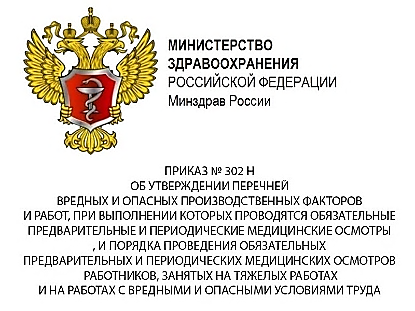 МИНИСТЕРСТВО
ЗДРАВООХРАНЕНИЯ
РОССИЙСКОЙ ФЕДЕРАЦИИ
Минздрав России
ПРИКАЗ № 302 Н
ОБ УТВЕРЖДЕНИИ ПЕРЕЧНЕЙ
ВРЕДНЫХ И ОПАСНЫХ ПРОИЗВОДСТВЕННЫХ ФАКТОРОВ
И РАБОТ, ПРИ ВЫПОЛНЕНИИ КОТОРЫХ ПРОВОДЯТСЯ ОБЯЗАТЕЛЬНЫЕ
ПРЕДВАРИТЕЛЬНЫЕ И ПЕРИОДИЧЕСКИЕ МЕДИЦИНСКИЕ ОСМОТРЫ
, И ПОРЯДКА ПРОВЕДЕНИЯ ОБЯЗАТЕЛЬНЫХ
ПРЕДВАРИТЕЛЬНЫХ И ПЕРИОДИЧЕСКИХ МЕДИЦИНСКИХ ОСМОТРОВ
РАБОТНИКОВ, ЗАНЯТЫХ НА ТЯЖЕЛЫХ РАБОТАХ
И НА РАБОТАХ С ВРЕДНЫМИ И ОПАСНЫМИ УСЛОВИЯМИ ТРУДА